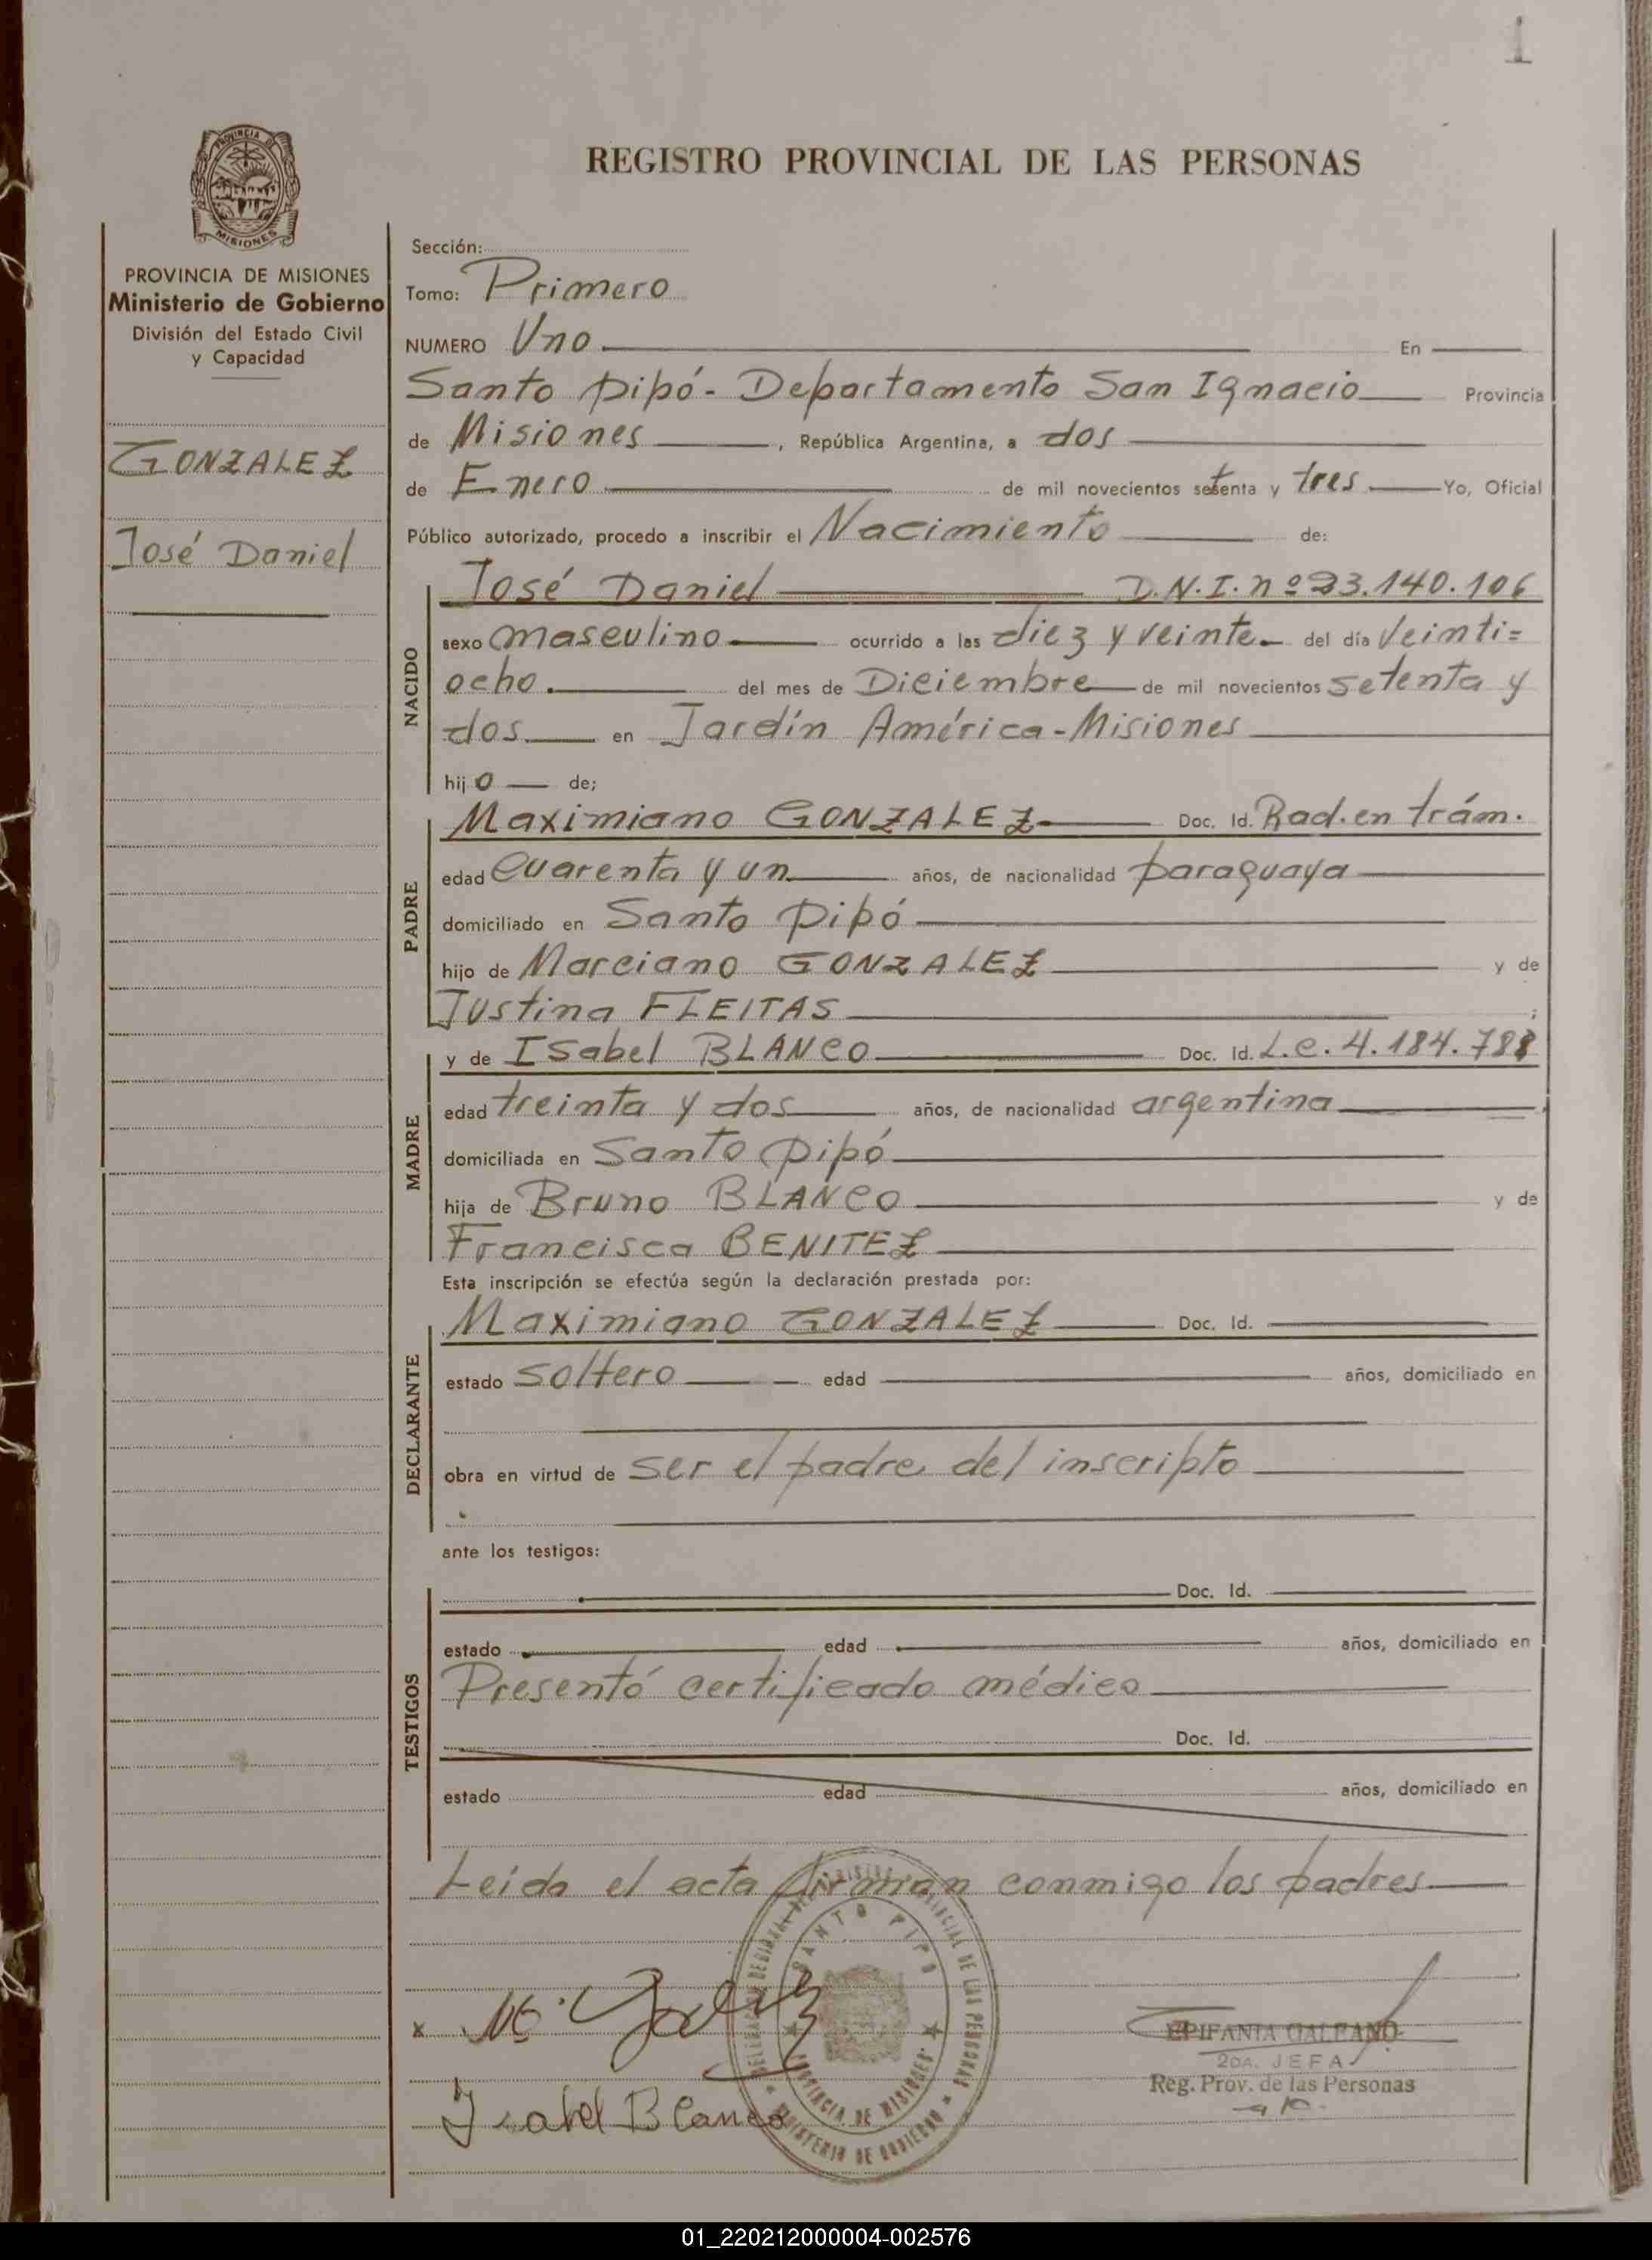 1
REGISTRO PROVINCIAL DE LAS PERSONAS
PROVINCIA DE MISIONES
PROVINCIA DE MISIONES
Ministerio de Gobierno
División del Estado Civil
y Capacidad
GONZALEZ
José Daniel
Sección:
Tomo: Primero
NUMERO Uno En
Santo Pipó - Departamento San Ignacio Provincia
de Misiones, República Argentina, a dos
de Enero de mil novecientos setenta y tres Yo, Oficial
Público autorizado, procedo a inscribir el Nacimiento de:
NACIDO
José Daniel D.N.I. nº 23.140.106
sexo masculino ocurrido a las diez y veinte del día veinti=
ocho. del mes de Diciembre de mil novecientos setenta y
dos en Jardín América - Misiones
hijo de;
PADRE
Maximiano GONZALEZ Doc. Id. Rad. en trám.
edad cuarenta y un años, de nacionalidad paraguaya
domiciliado en Santo Pipó
hijo de Marciano GONZALEZ y de
Justina FLEITAS ;
MADRE
y de Isabel BLANCO Doc. Id. L.C. 4.184.788
edad treinta y dos años, de nacionalidad argentina
domiciliada en Santo Pipó
hija de Bruno BLANCO y de
Francisca BENITEZ
Esta inscripción se efectúa según la declaración prestada por:
DECLARANTE
Maximiano GONZALEZ Doc. Id.
estado soltero edad años, domiciliado en
obra en virtud de ser el padre del inscripto
ante los testigos:
TESTIGOS
Doc. Id.
estado edad años, domiciliado en
Presentó certificado médico
Doc. Id.
estado edad años, domiciliado en
Leída el acta firman conmigo los padres
SANTO PIPO
PROVINCIA DE MISIONES
MINISTERIO DE GOBIERNO
PROVINCIAL DE LAS PERSONAS
x M. Gonlez
Isabel Blanco
EPIFANIA GALEANO
2DA. JEFA
Reg. Prov. de las Personas
01_220212000004-002576